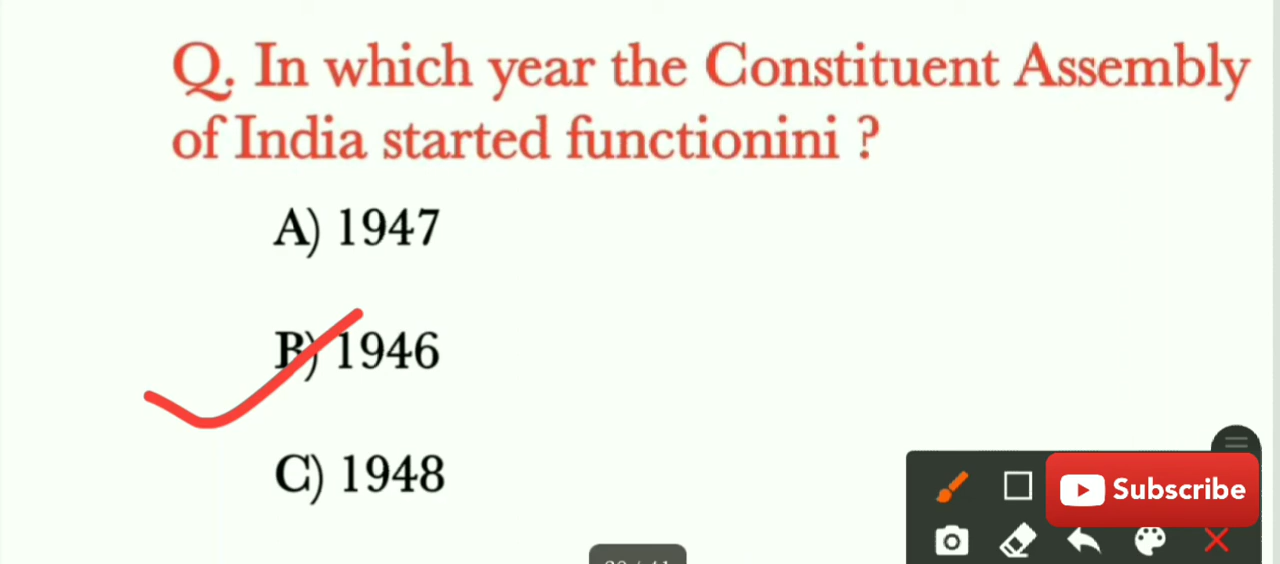 Q. In which year the Constituent Assembly
of India started functionini ?
A) 1947
B) 1946
C) 1948
Subscribe